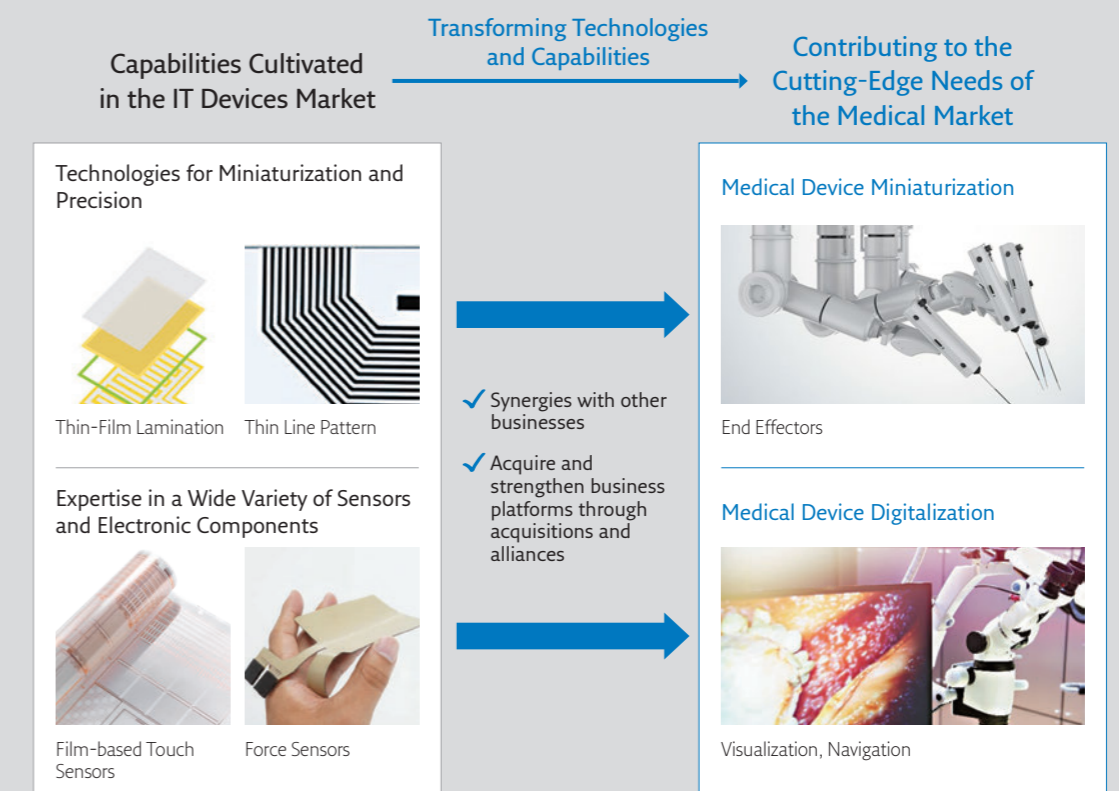 Capabilities Cultivated
in the IT Devices Market
Transforming Technologies
and Capabilities
Contributing to the
Cutting-Edge Needs of
the Medical Market
Technologies for Miniaturization and
Precision
Thin-Film Lamination
Thin Line Pattern
Expertise in a Wide Variety of Sensors
and Electronic Components
Film-based Touch
Sensors
Force Sensors
Synergies with other
businesses
Acquire and
strengthen business
platforms through
acquisitions and
alliances
Medical Device Miniaturization
End Effectors
Medical Device Digitalization
Visualization, Navigation